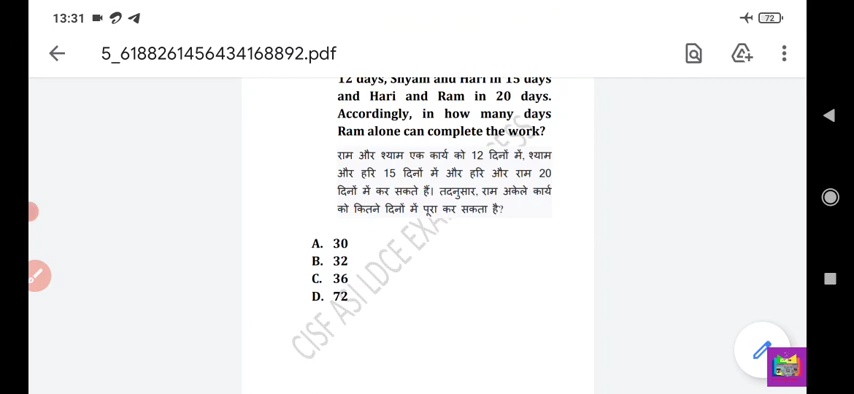 13:31
72
5_6188261456434168892.pdf
12 days, Shyam and Hari in 15 days
and Hari and Ram in 20 days.
Accordingly, in how many days
Ram alone can complete the work?
राम और श्याम एक कार्य को 12 दिनों में, श्याम
और हरि 15 दिनों में और हरि और राम 20
दिनों में कर सकते हैं। तदनुसार, राम अकेले कार्य
को कितने दिनों में पूरा कर सकता है?
A. 30
B. 32
C. 36
D. 72
CISF ASI LDCE EXA
ESS